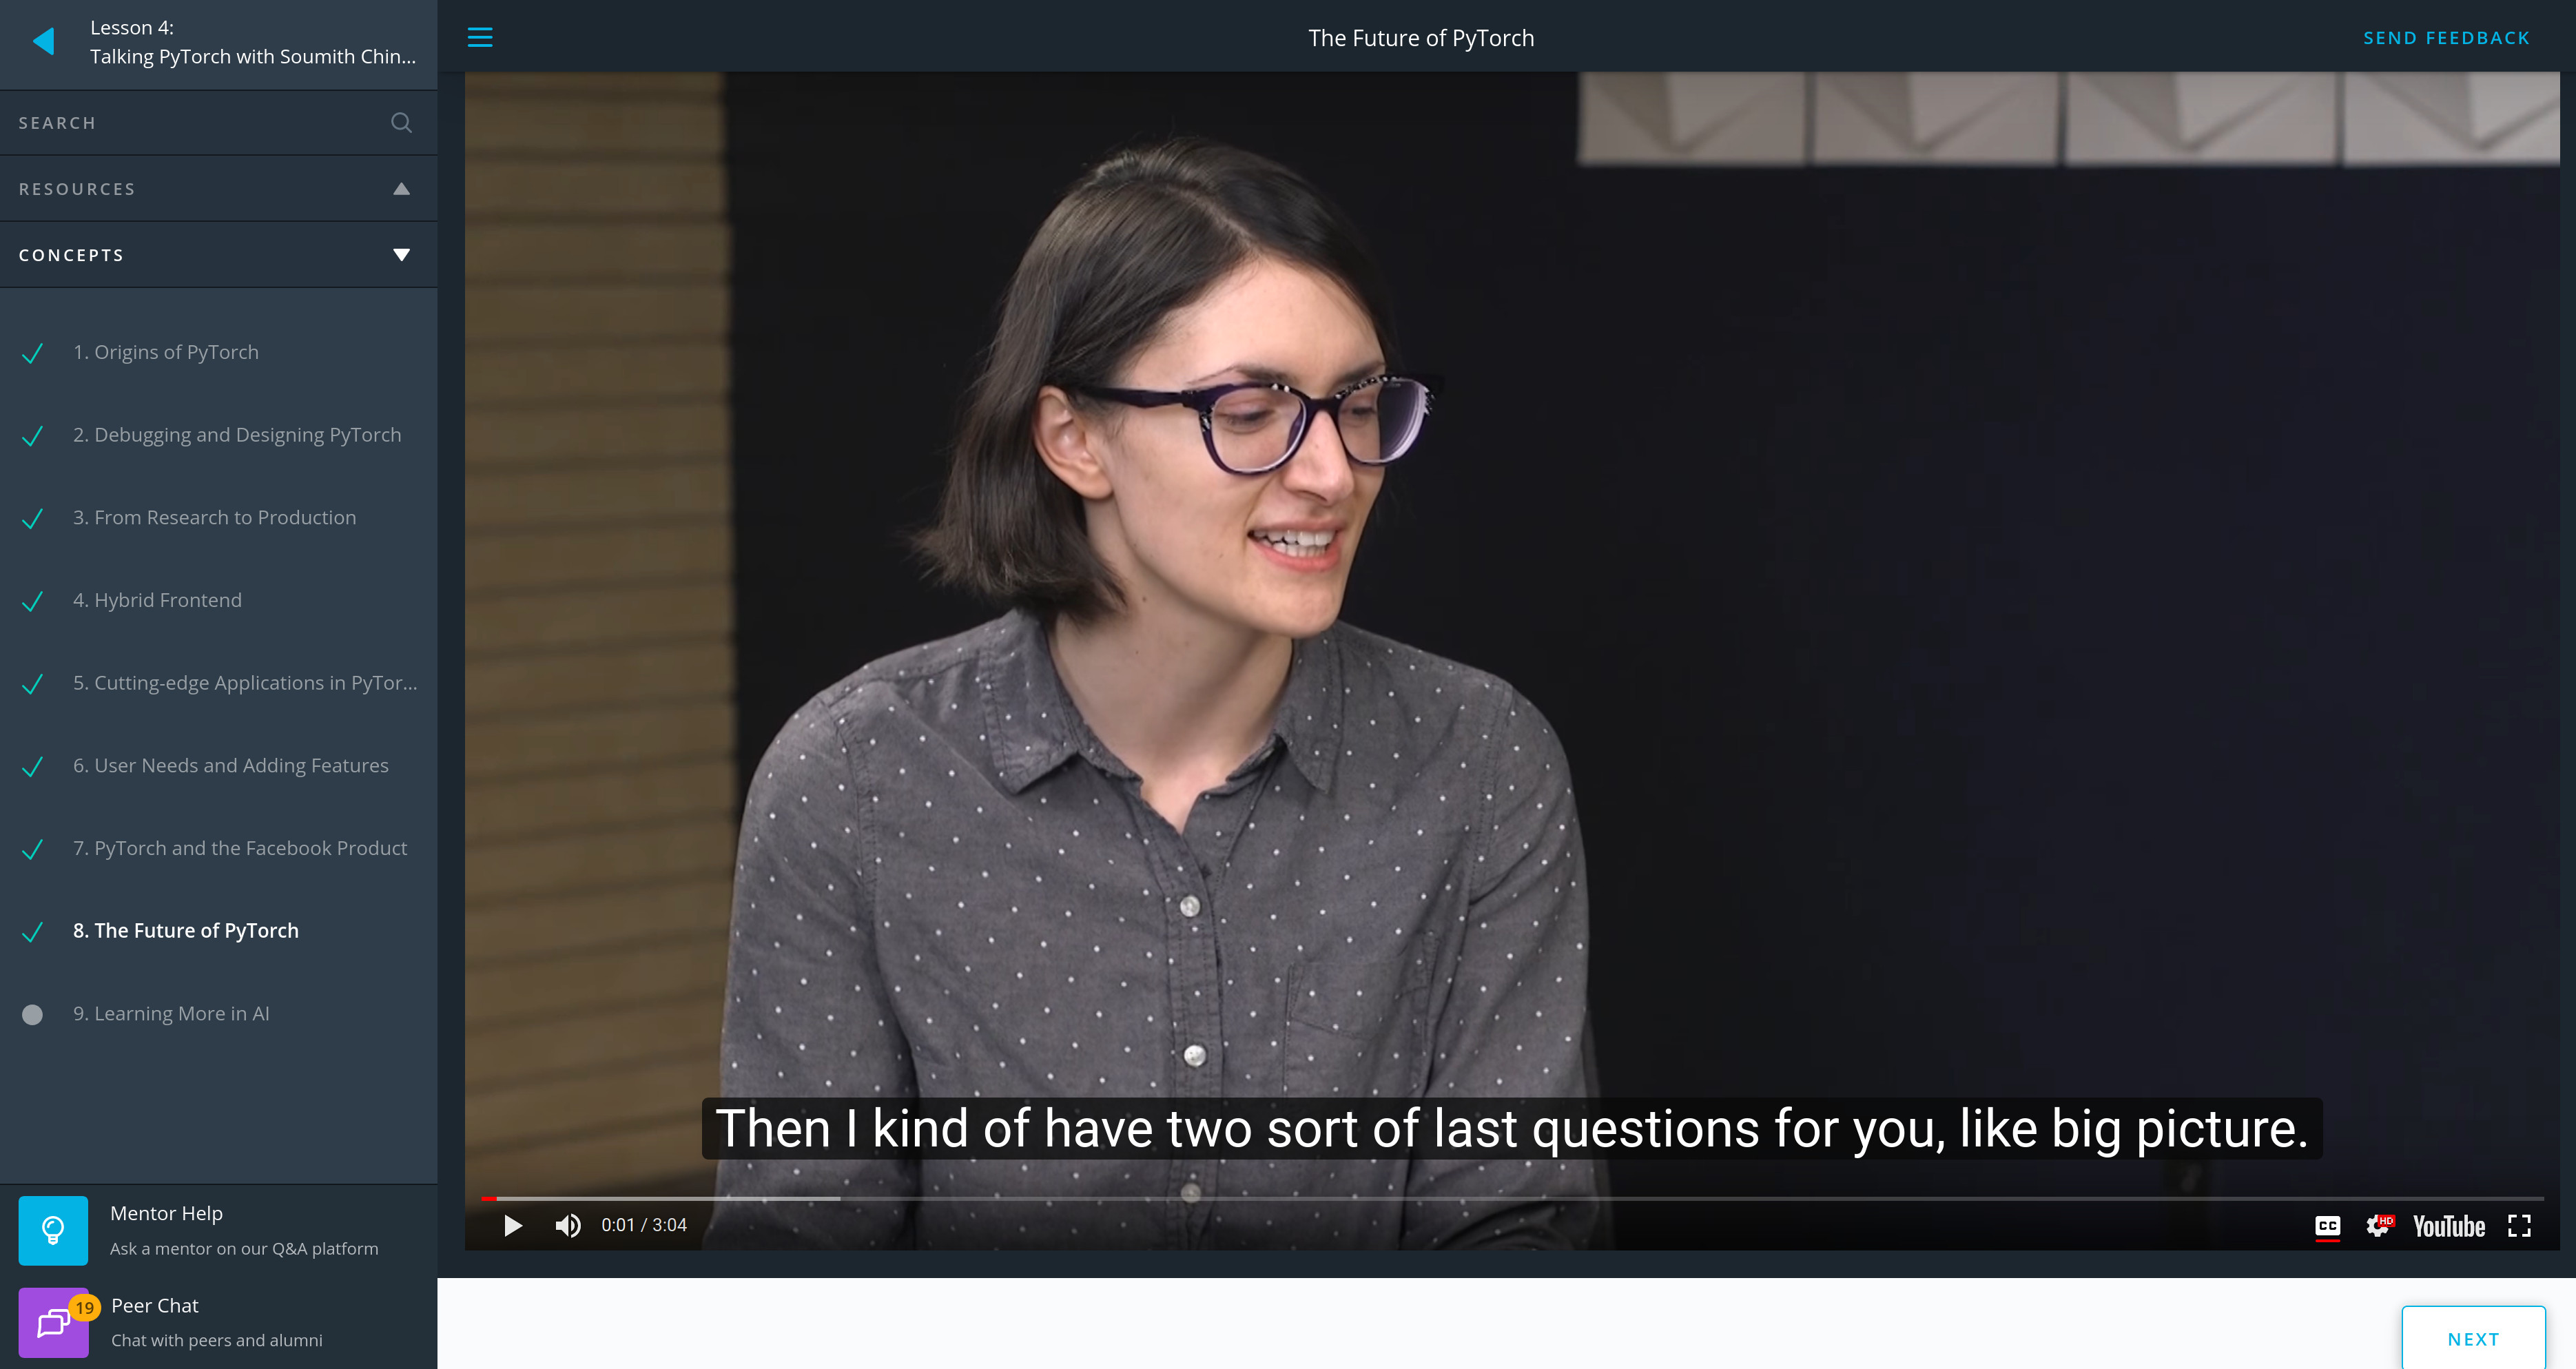 Lesson 4:
Talking PyTorch with Soumith Chin...
SEARCH
RESOURCES
CONCEPTS
1. Origins of PyTorch
2. Debugging and Designing PyTorch
3. From Research to Production
4. Hybrid Frontend
5. Cutting-edge Applications in PyTor...
6. User Needs and Adding Features
7. PyTorch and the Facebook Product
8. The Future of PyTorch
9. Learning More in AI
Mentor Help
Ask a mentor on our Q&A platform
19
Peer Chat
Chat with peers and alumni
The Future of PyTorch
SEND FEEDBACK
Then I kind of have two sort of last questions for you, like big picture.
0:01 / 3:04
CC
HD
YouTube
NEXT